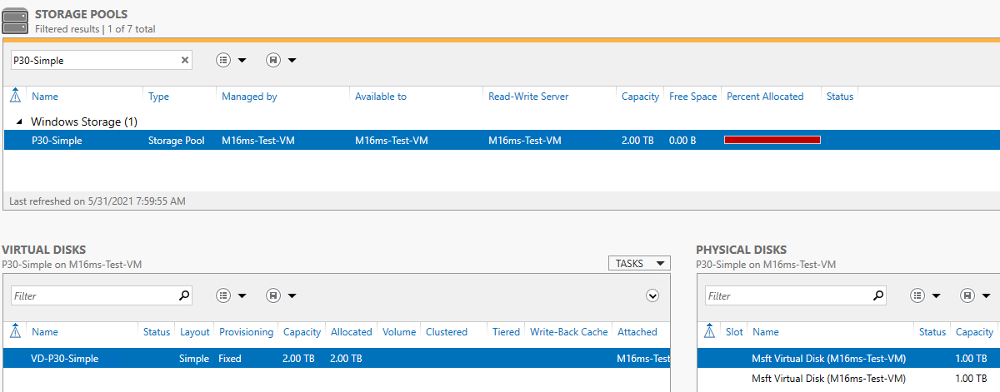 STORAGE POOLS
Filtered results | 1 of 7 total
P30-Simple
Name Type Managed by Available to Read-Write Server Capacity Free Space Percent Allocated Status
Windows Storage (1)
P30-Simple Storage Pool M16ms-Test-VM M16ms-Test-VM M16ms-Test-VM 2.00 TB 0.00 B
Last refreshed on 5/31/2021 7:59:55 AM
VIRTUAL DISKS
P30-Simple on M16ms-Test-VM
TASKS
Filter
Name Status Layout Provisioning Capacity Allocated Volume Clustered Tiered Write-Back Cache Attached
VD-P30-Simple Simple Fixed 2.00 TB 2.00 TB M16ms-Test
PHYSICAL DISKS
P30-Simple on M16ms-Test-VM
Filter
Slot Name Status Capacity
Msft Virtual Disk (M16ms-Test-VM) 1.00 TB
Msft Virtual Disk (M16ms-Test-VM) 1.00 TB